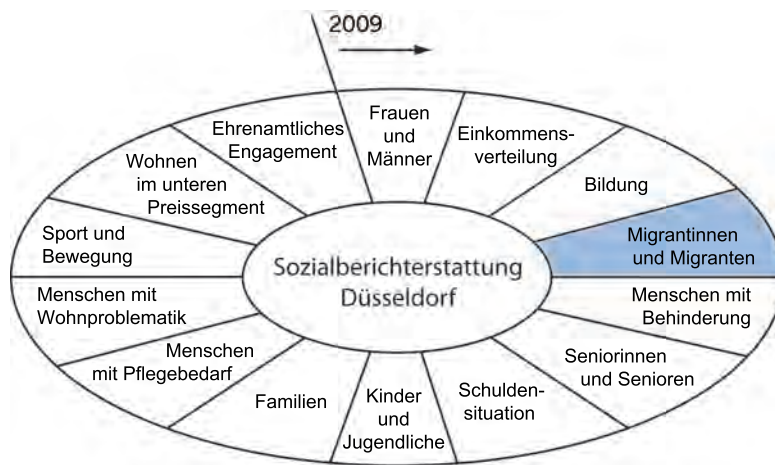 2009
Frauen
und
Männer
Einkommens-
verteilung
Bildung
Migrantinnen
und Migranten
Menschen mit
Behinderung
Seniorinnen
und Senioren
Schulden-
situation
Kinder
und
Jugendliche
Familien
Menschen
mit Pflegebedarf
Menschen mit
Wohnproblematik
Sport und
Bewegung
Wohnen
im unteren
Preissegment
Ehrenamtliches
Engagement
Sozialberichterstattung
Düsseldorf